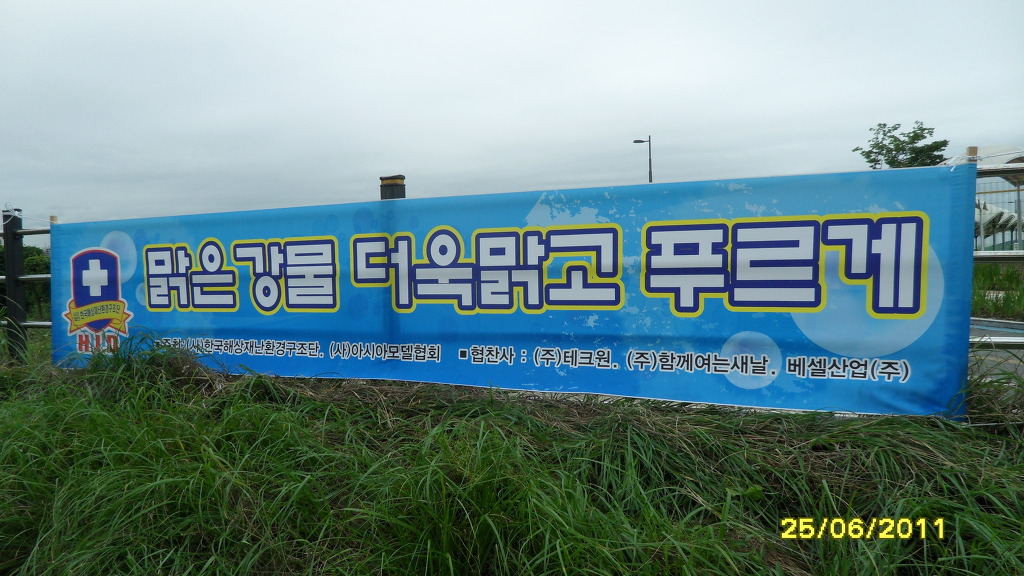 맑은 강물 더욱맑고 푸르게
(사)한국해상재난환경구조단. (사)아시아모델협회 ■협찬사 : (주)테크원. (주)함께여는새날. 베셀산업(주)
25/06/2011